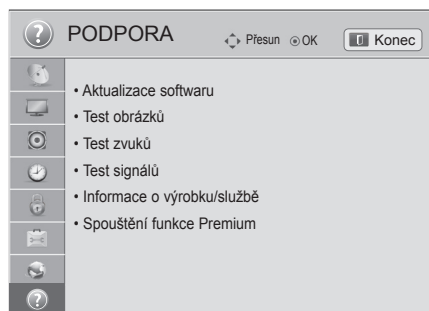 PODPORA
Přesun OK Konec
• Aktualizace softwaru
• Test obrázků
• Test zvuků
• Test signálů
• Informace o výrobku/službě
• Spouštění funkce Premium